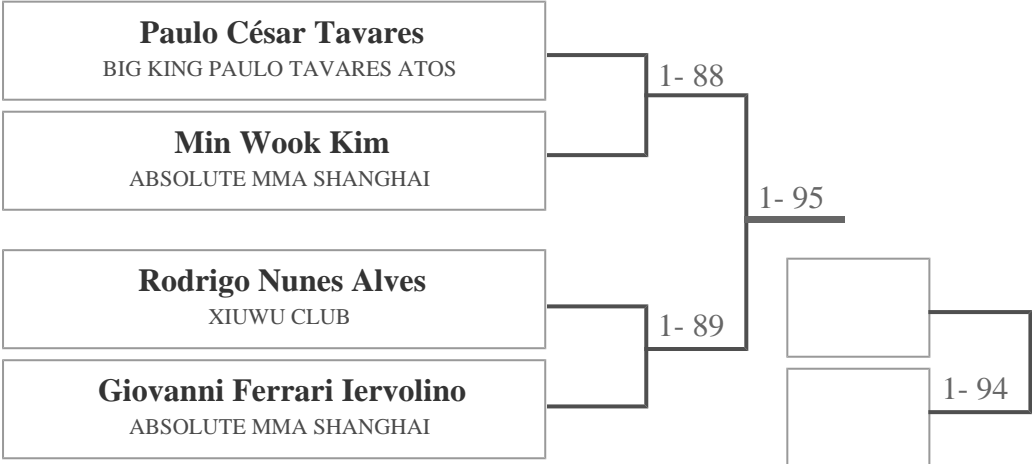 Paulo César Tavares
BIG KING PAULO TAVARES ATOS
1- 88
Min Wook Kim
ABSOLUTE MMA SHANGHAI
1- 95
Rodrigo Nunes Alves
XIUWU CLUB
1- 89
Giovanni Ferrari Iervolino
ABSOLUTE MMA SHANGHAI
1- 94